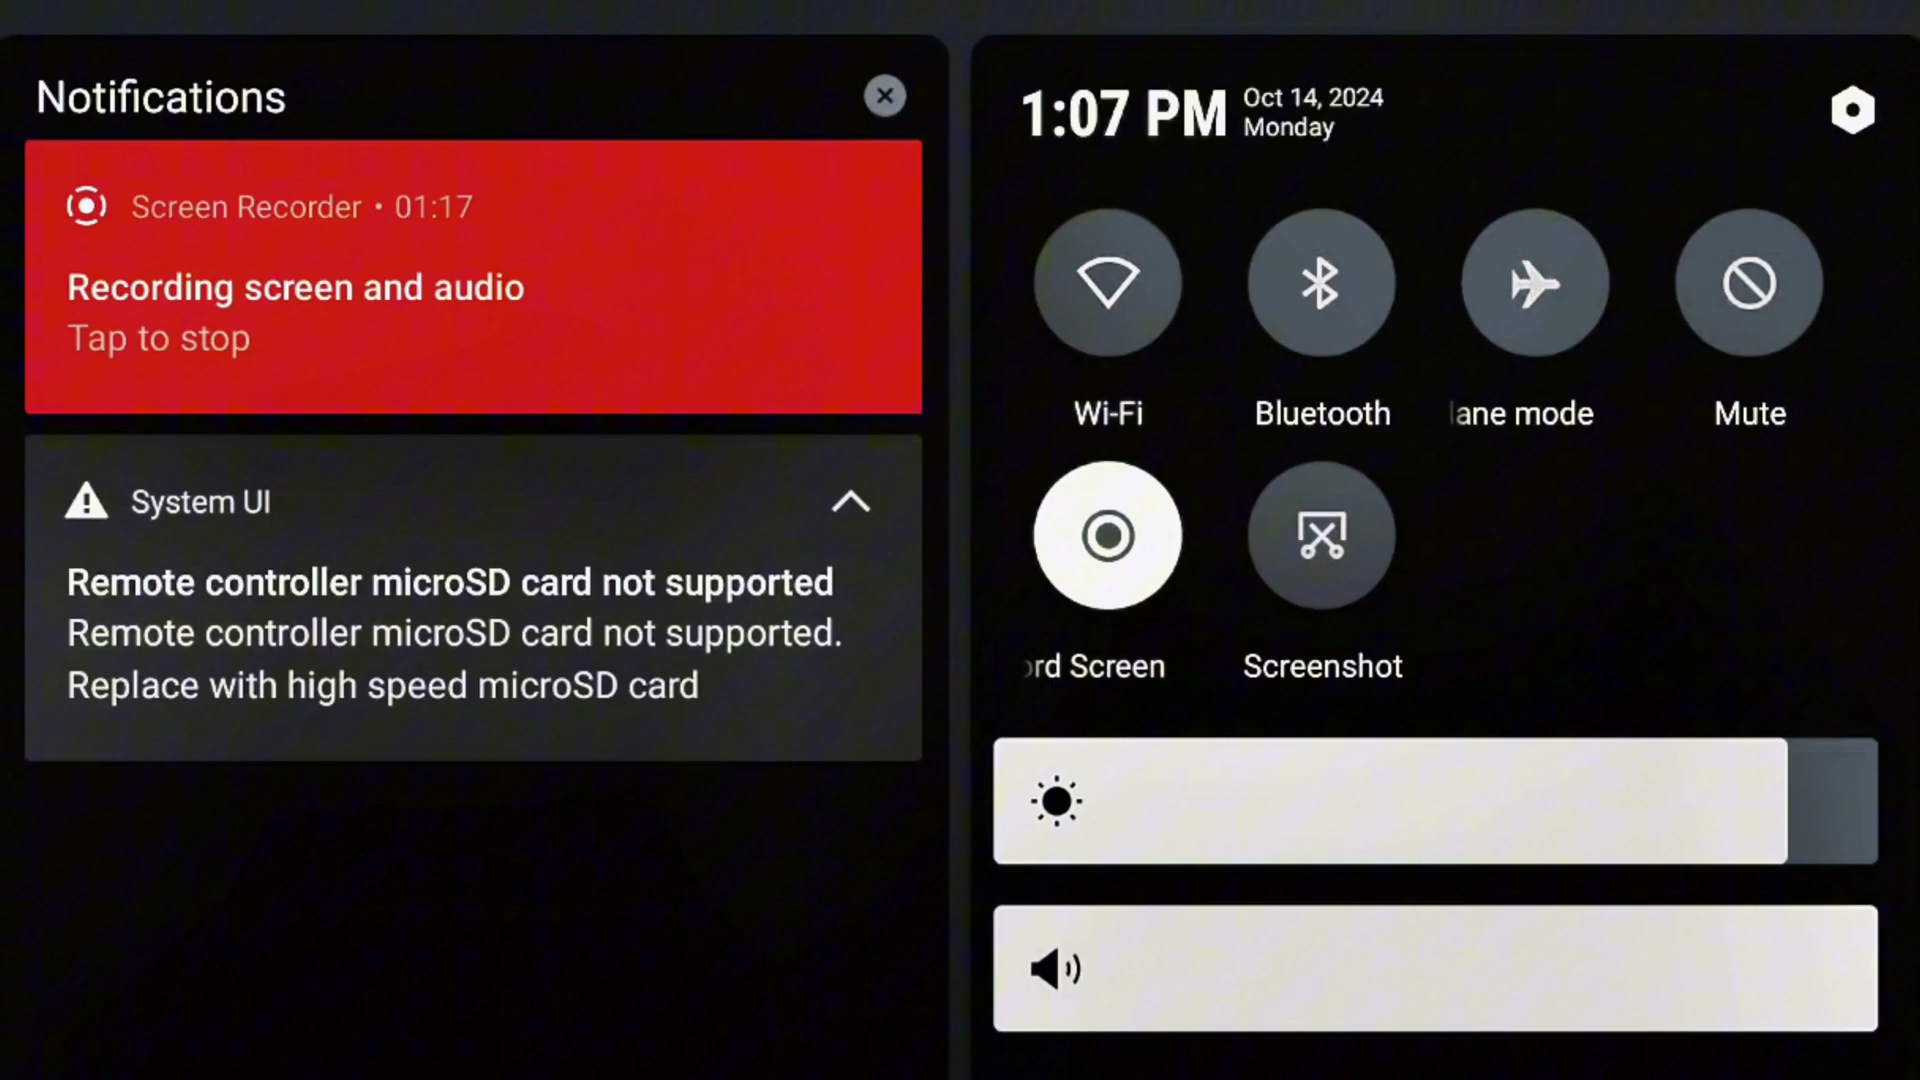 Notifications
Screen Recorder • 01:17
Recording screen and audio
Tap to stop
System UI
Remote controller microSD card not supported
Remote controller microSD card not supported.
Replace with high speed microSD card
1:07 PM
Oct 14, 2024
Monday
Wi-Fi
Bluetooth
lane mode
Mute
ord Screen
Screenshot